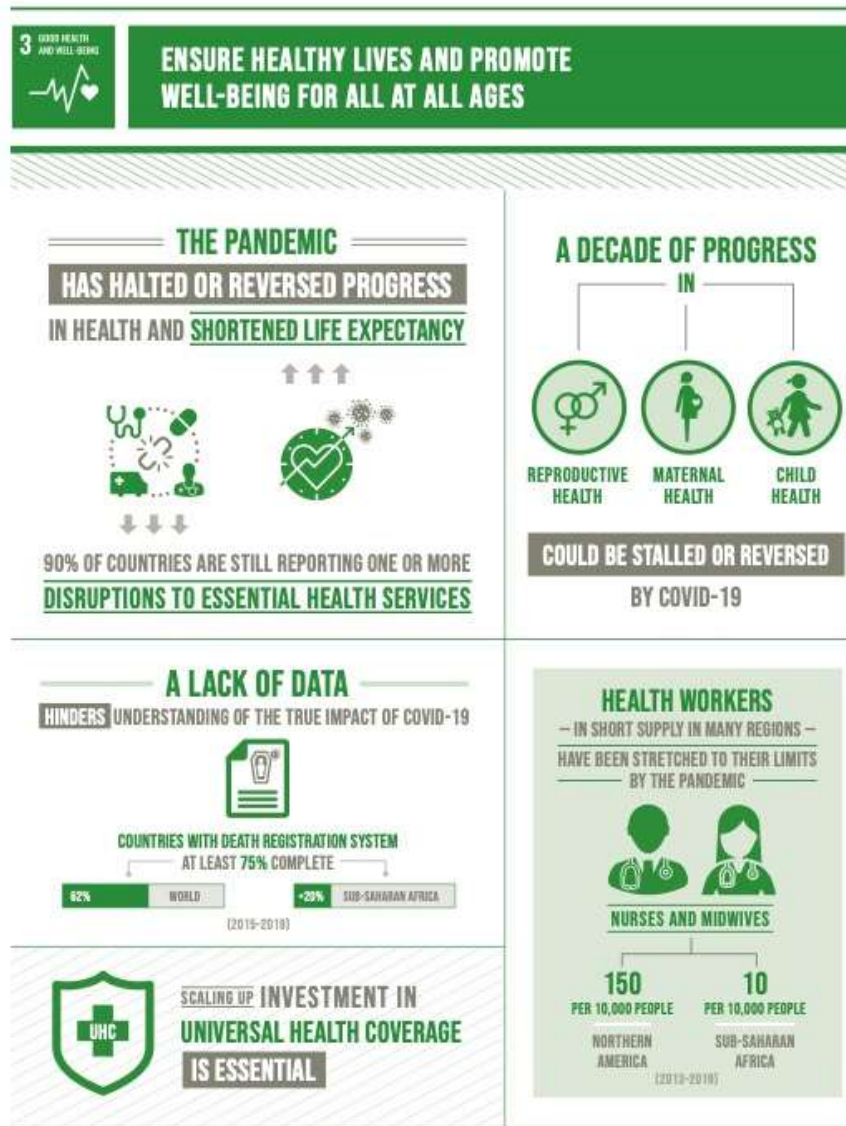 3 GOOD HEALTH
AND WELL-BEING
ENSURE HEALTHY LIVES AND PROMOTE
WELL-BEING FOR ALL AT ALL AGES
THE PANDEMIC
HAS HALTED OR REVERSED PROGRESS
IN HEALTH AND SHORTENED LIFE EXPECTANCY
90% OF COUNTRIES ARE STILL REPORTING ONE OR MORE
DISRUPTIONS TO ESSENTIAL HEALTH SERVICES
A DECADE OF PROGRESS
IN
REPRODUCTIVE
HEALTH
MATERNAL
HEALTH
CHILD
HEALTH
COULD BE STALLED OR REVERSED
BY COVID-19
A LACK OF DATA
HINDERS UNDERSTANDING OF THE TRUE IMPACT OF COVID-19
COUNTRIES WITH DEATH REGISTRATION SYSTEM
AT LEAST 75% COMPLETE
62% WORLD
<20% SUB-SAHARAN AFRICA
(2015-2019)
HEALTH WORKERS
– IN SHORT SUPPLY IN MANY REGIONS –
HAVE BEEN STRETCHED TO THEIR LIMITS
BY THE PANDEMIC
NURSES AND MIDWIVES
150
PER 10,000 PEOPLE
NORTHERN
AMERICA
10
PER 10,000 PEOPLE
SUB-SAHARAN
AFRICA
(2013-2018)
UHC
SCALING UP INVESTMENT IN
UNIVERSAL HEALTH COVERAGE
IS ESSENTIAL